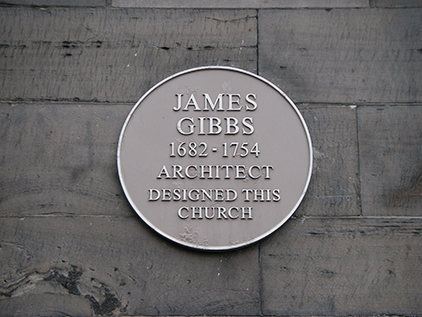 JAMES
GIBBS
1682 - 1754
ARCHITECT
DESIGNED THIS
CHURCH